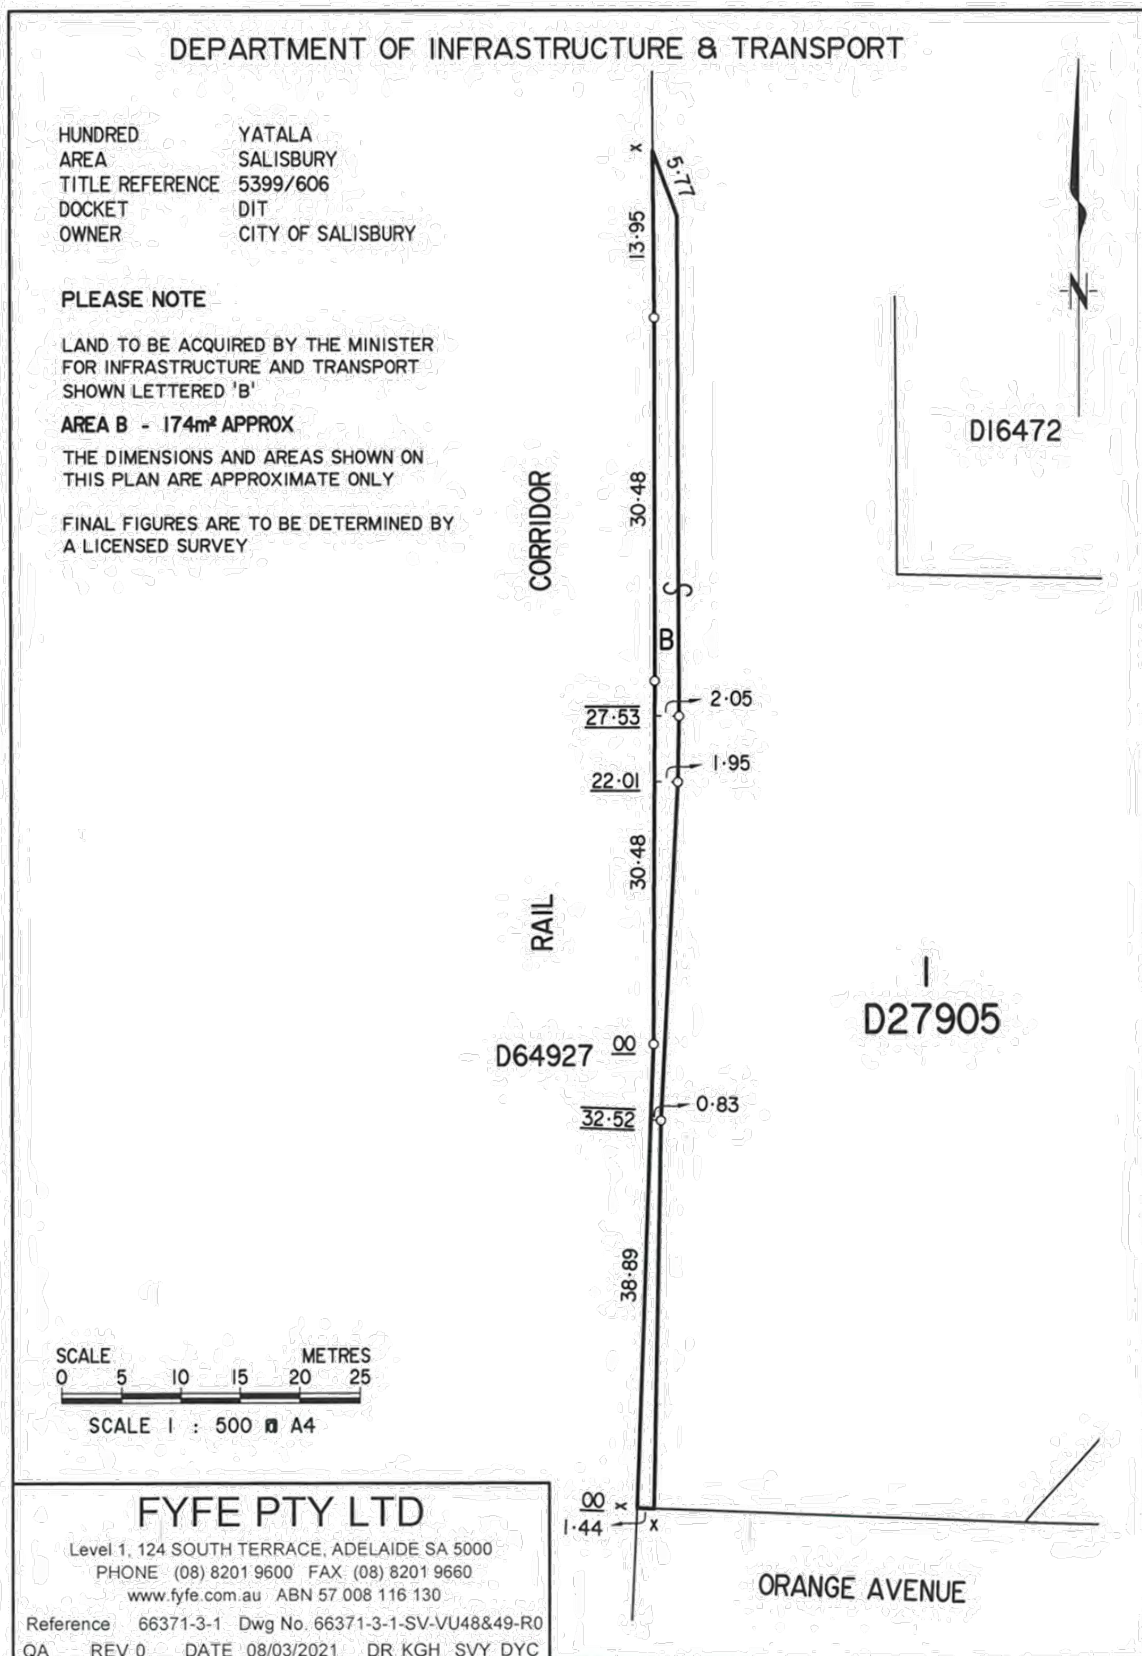 DEPARTMENT OF INFRASTRUCTURE & TRANSPORT
HUNDRED YATALA
AREA SALISBURY
TITLE REFERENCE 5399/606
DOCKET DIT
OWNER CITY OF SALISBURY
PLEASE NOTE
LAND TO BE ACQUIRED BY THE MINISTER
FOR INFRASTRUCTURE AND TRANSPORT
SHOWN LETTERED 'B'
AREA B - 174m² APPROX
THE DIMENSIONS AND AREAS SHOWN ON
THIS PLAN ARE APPROXIMATE ONLY
FINAL FIGURES ARE TO BE DETERMINED BY
A LICENSED SURVEY
X
5·77
13·95
N
D16472
30·48
CORRIDOR
B
2·05
27·53
1·95
22·01
30·48
RAIL
1
D27905
D64927 00
0·83
32·52
38·89
SCALE METRES
0 5 10 15 20 25
SCALE 1 : 500 @ A4
00 X
1·44 X
ORANGE AVENUE
FYFE PTY LTD
Level 1, 124 SOUTH TERRACE, ADELAIDE SA 5000
PHONE (08) 8201 9600 FAX (08) 8201 9660
www.fyfe.com.au ABN 57 008 116 130
Reference 66371-3-1 Dwg No. 66371-3-1-SV-VU48&49-R0
QA REV 0 DATE 08/03/2021 DR KGH SVY DYC